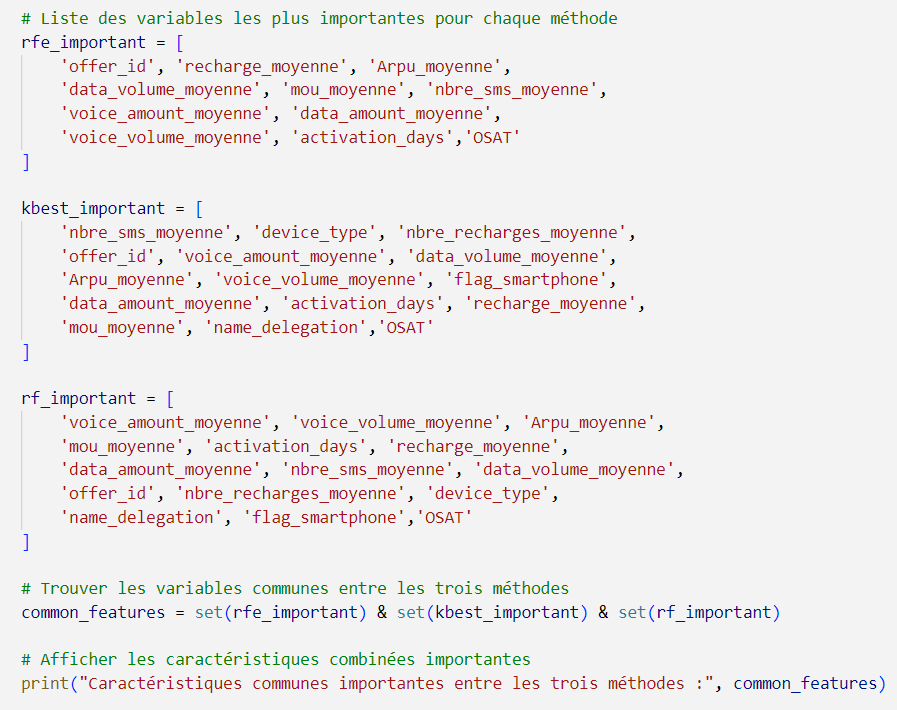 # Liste des variables les plus importantes pour chaque méthode
rfe_important = [
    'offer_id', 'recharge_moyenne', 'Arpu_moyenne',
    'data_volume_moyenne', 'mou_moyenne', 'nbre_sms_moyenne',
    'voice_amount_moyenne', 'data_amount_moyenne',
    'voice_volume_moyenne', 'activation_days','OSAT'
]
kbest_important = [
    'nbre_sms_moyenne', 'device_type', 'nbre_recharges_moyenne',
    'offer_id', 'voice_amount_moyenne', 'data_volume_moyenne',
    'Arpu_moyenne', 'voice_volume_moyenne', 'flag_smartphone',
    'data_amount_moyenne', 'activation_days', 'recharge_moyenne',
    'mou_moyenne', 'name_delegation','OSAT'
]
rf_important = [
    'voice_amount_moyenne', 'voice_volume_moyenne', 'Arpu_moyenne',
    'mou_moyenne', 'activation_days', 'recharge_moyenne',
    'data_amount_moyenne', 'nbre_sms_moyenne', 'data_volume_moyenne',
    'offer_id', 'nbre_recharges_moyenne', 'device_type',
    'name_delegation', 'flag_smartphone','OSAT'
]
# Trouver les variables communes entre les trois méthodes
common_features = set(rfe_important) & set(kbest_important) & set(rf_important)
# Afficher les caractéristiques combinées importantes
print("Caractéristiques communes importantes entre les trois méthodes :", common_features)